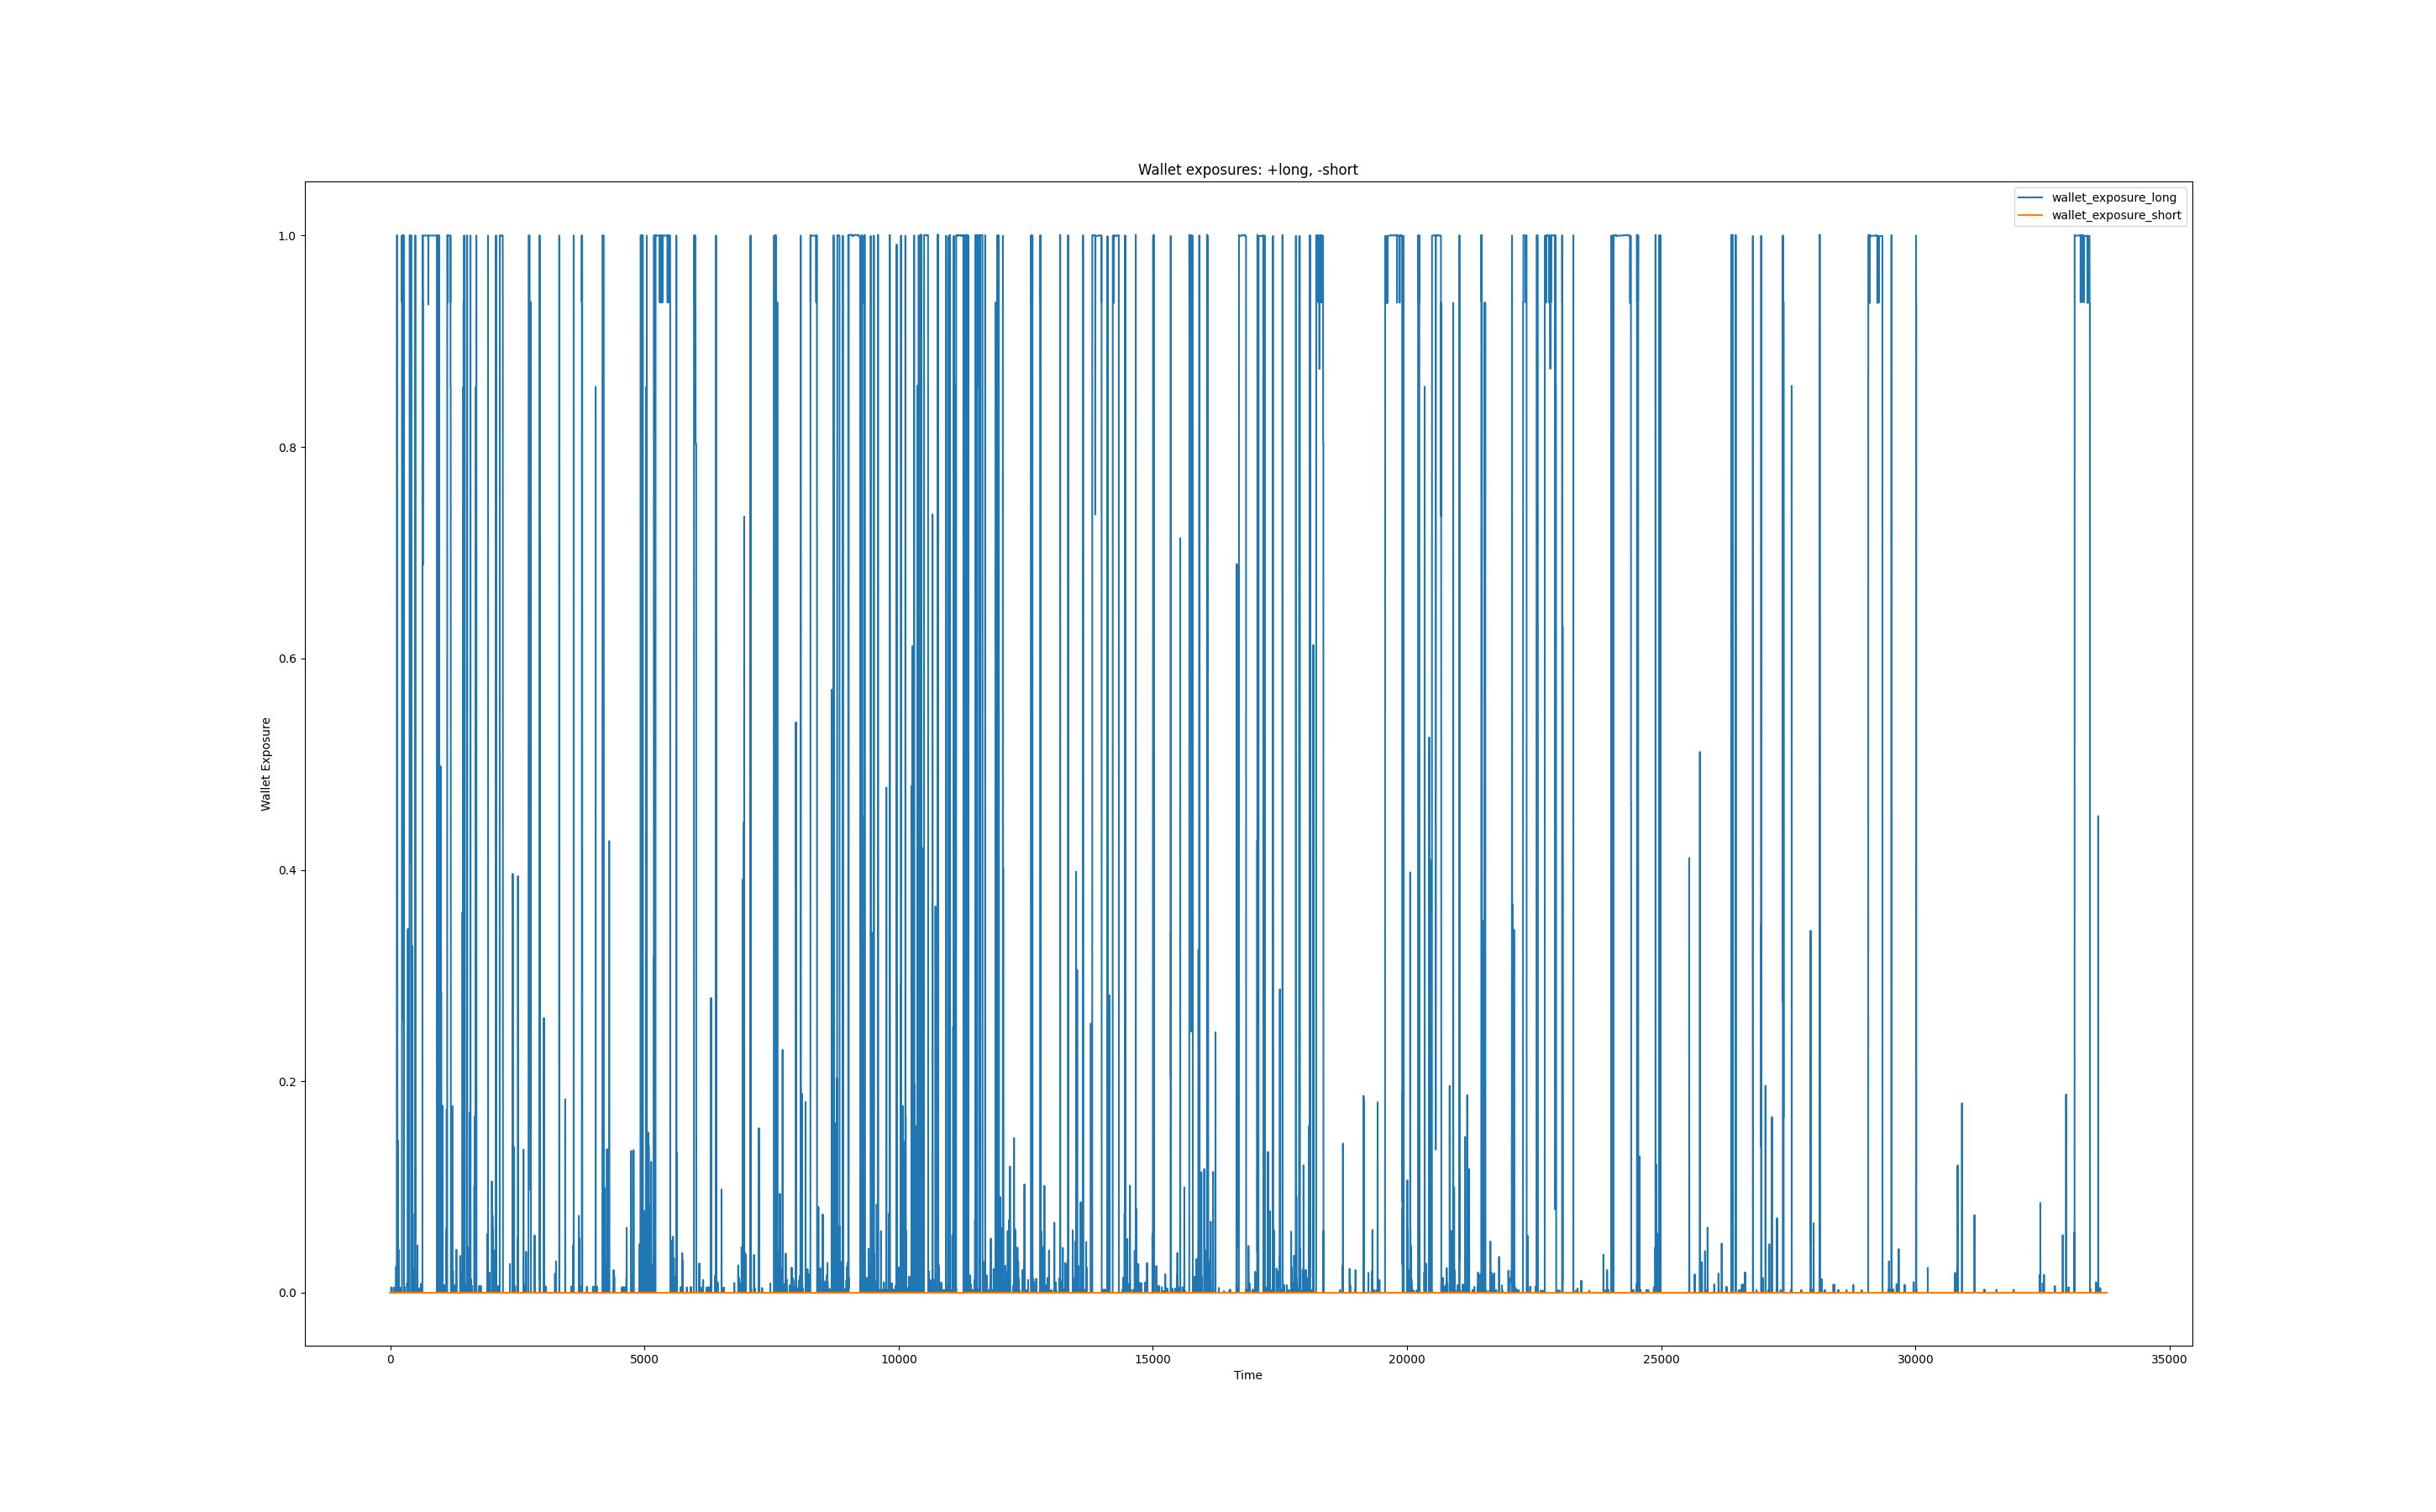 Wallet exposures: +long, -short
wallet_exposure_long
wallet_exposure_short
1.0
0.8
0.6
0.4
0.2
0.0
Wallet Exposure
0 5000 10000 15000 20000 25000 30000 35000
Time